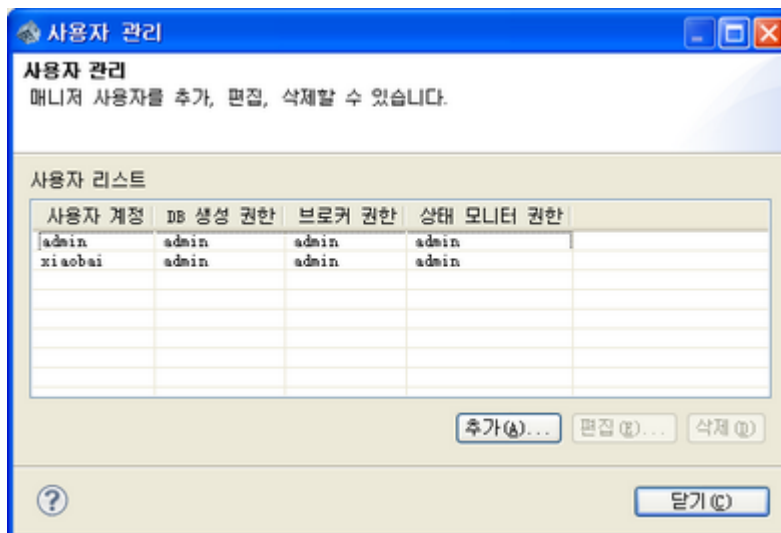 사용자 관리
사용자 관리
매니저 사용자를 추가, 편집, 삭제할 수 있습니다.
사용자 리스트
사용자 계정 DB 생성 권한 브로커 권한 상태 모니터 권한
admin admin admin admin
xiaobai admin admin admin
추가(A)... 편집(E)... 삭제(D)
닫기(C)